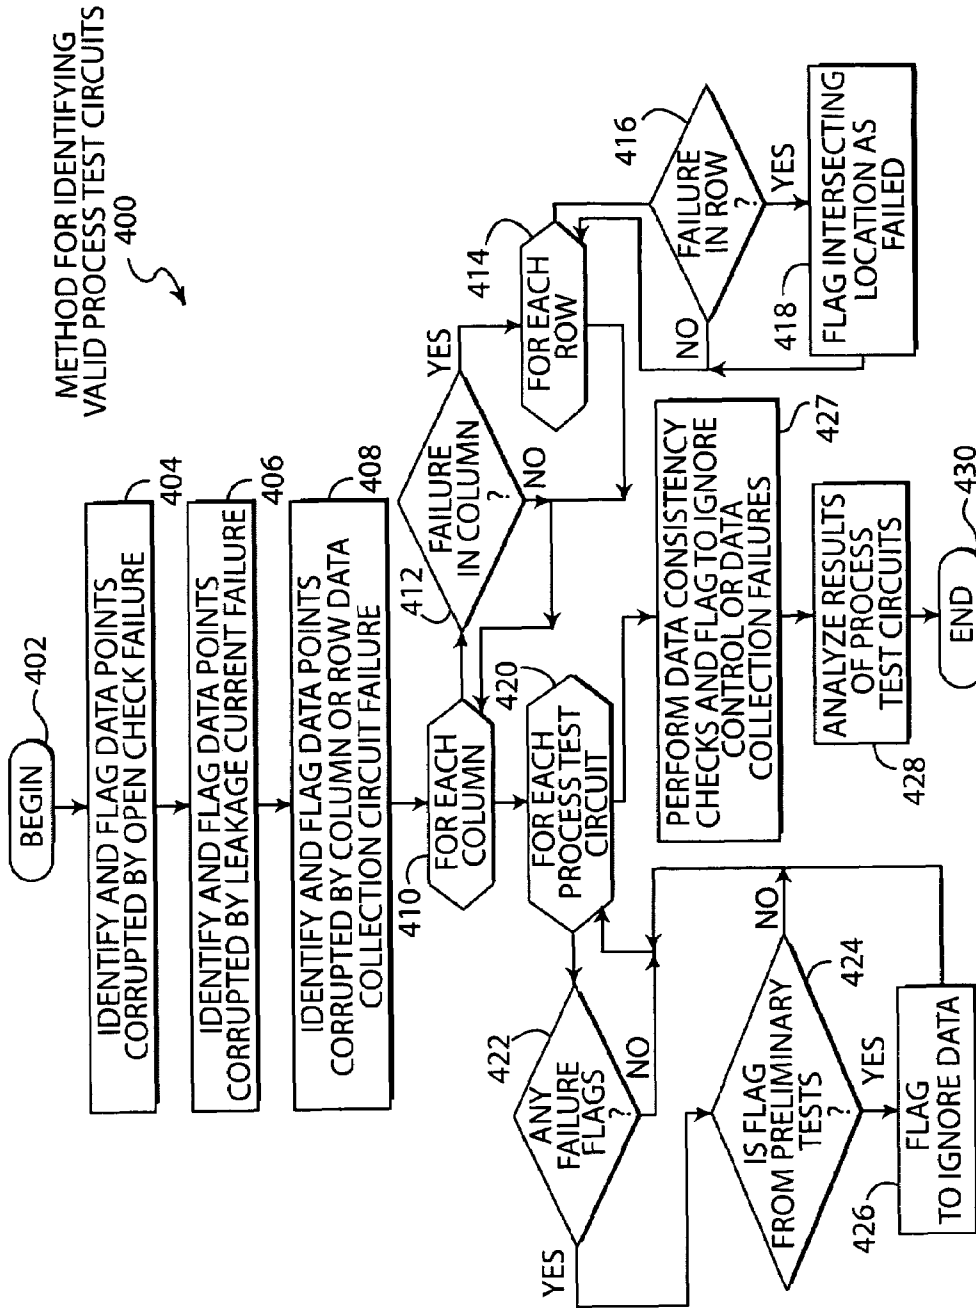 METHOD FOR IDENTIFYING
VALID PROCESS TEST CIRCUITS
400
BEGIN
402
IDENTIFY AND FLAG DATA POINTS
CORRUPTED BY OPEN CHECK FAILURE
404
IDENTIFY AND FLAG DATA POINTS
CORRUPTED BY LEAKAGE CURRENT FAILURE
406
IDENTIFY AND FLAG DATA POINTS
CORRUPTED BY COLUMN OR ROW DATA
COLLECTION CIRCUIT FAILURE
408
410
FOR EACH
COLUMN
412
FAILURE
IN COLUMN
?
YES
NO
414
FOR EACH
ROW
416
FAILURE
IN ROW
?
NO
YES
418
FLAG INTERSECTING
LOCATION AS
FAILED
420
FOR EACH
PROCESS TEST
CIRCUIT
422
ANY
FAILURE
FLAGS
?
YES
NO
424
IS FLAG
FROM PRELIMINARY
TESTS
?
NO
YES
426
FLAG
TO IGNORE DATA
PERFORM DATA CONSISTENCY
CHECKS AND FLAG TO IGNORE
CONTROL OR DATA
COLLECTION FAILURES
427
ANALYZE RESULTS
OF PROCESS
TEST CIRCUITS
428
END
430